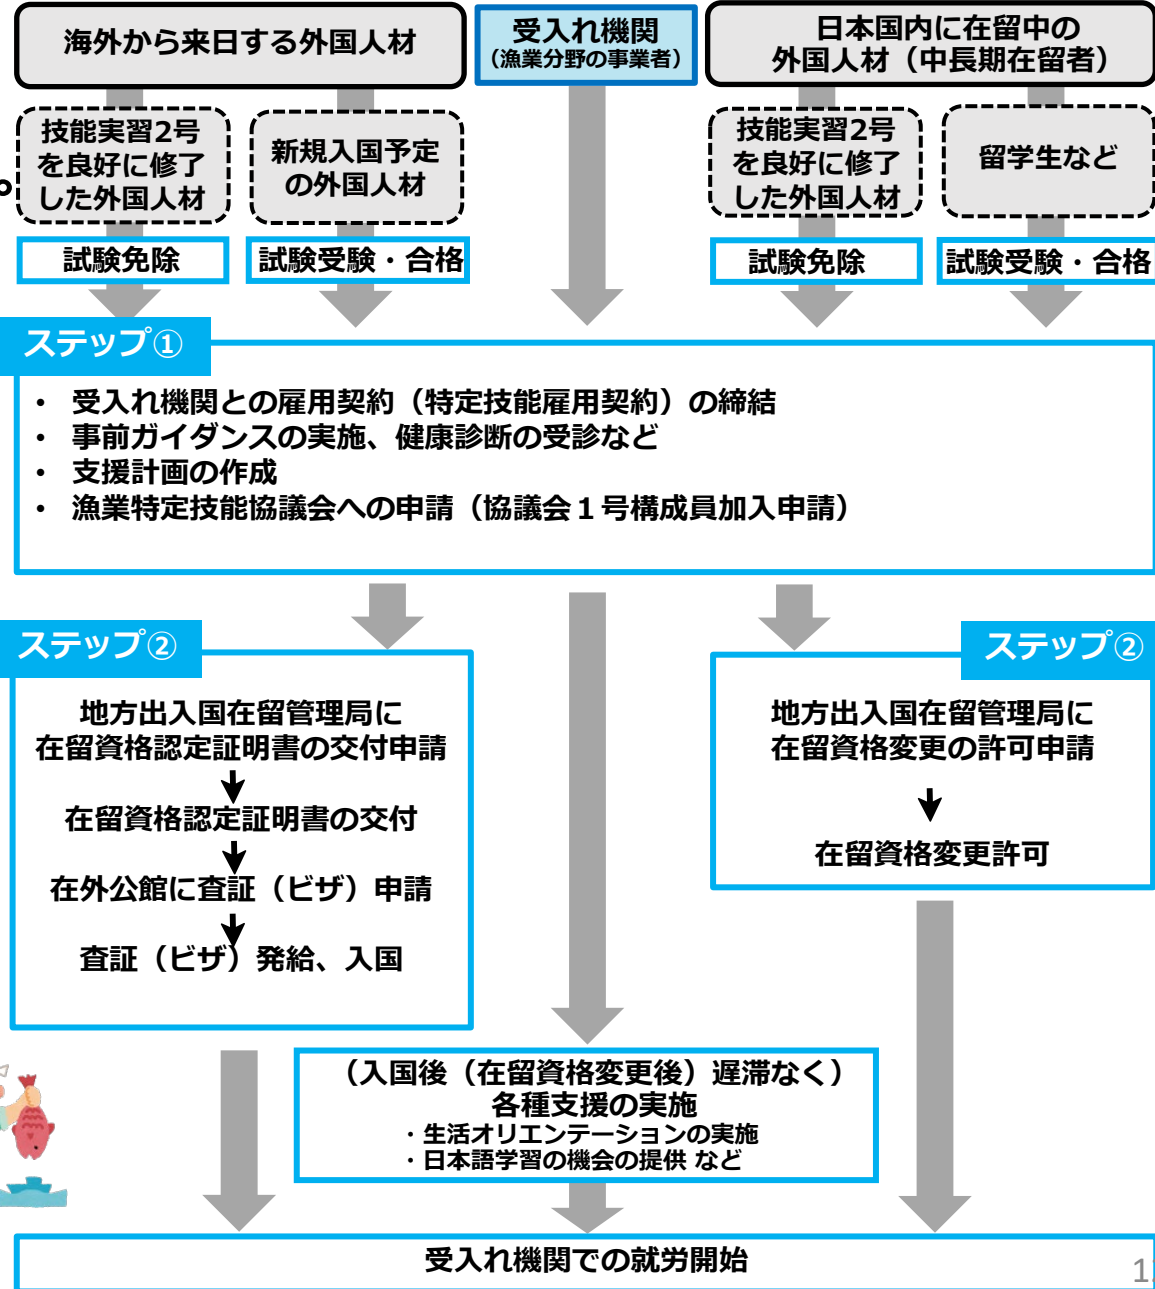 海外から来日する外国人材
受入れ機関
（漁業分野の事業者）
日本国内に在留中の
外国人材（中長期在留者）
技能実習2号
を良好に修了
した外国人材
新規入国予定
の外国人材
技能実習2号
を良好に修了
した外国人材
留学生など
。
試験免除
試験受験・合格
試験免除
試験受験・合格
ステップ①
・ 受入れ機関との雇用契約（特定技能雇用契約）の締結
・ 事前ガイダンスの実施、健康診断の受診など
・ 支援計画の作成
・ 漁業特定技能協議会への申請（協議会１号構成員加入申請）
ステップ②
地方出入国在留管理局に
在留資格認定証明書の交付申請
在留資格認定証明書の交付
在外公館に査証（ビザ）申請
査証（ビザ）発給、入国
ステップ②
地方出入国在留管理局に
在留資格変更の許可申請
在留資格変更許可
（入国後（在留資格変更後）遅滞なく）
各種支援の実施
・生活オリエンテーションの実施
・日本語学習の機会の提供 など
受入れ機関での就労開始